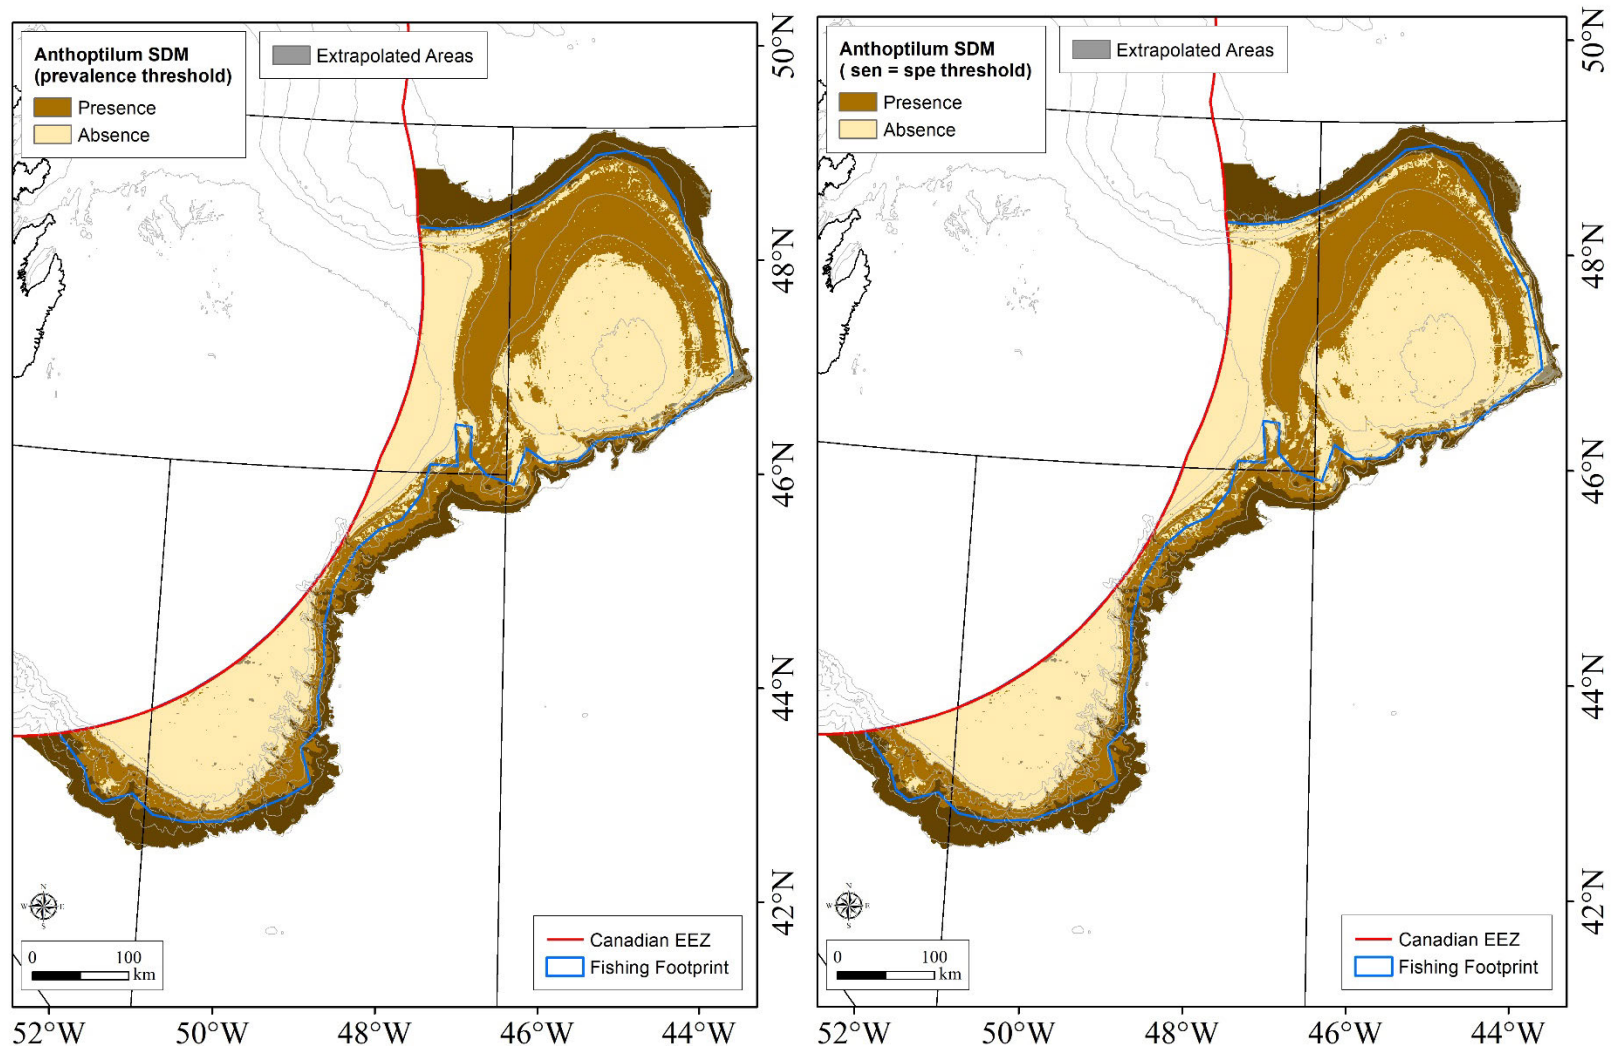 Anthoptilum SDM
(prevalence threshold)
Presence
Absence
Extrapolated Areas
50°N
48°N
46°N
44°N
42°N
N
W
E
S
0 100
km
Canadian EEZ
Fishing Footprint
52°W 50°W 48°W 46°W 44°W
Anthoptilum SDM
( sen = spe threshold)
Presence
Absence
Extrapolated Areas
50°N
48°N
46°N
44°N
42°N
N
W
E
S
0 100
km
Canadian EEZ
Fishing Footprint
52°W 50°W 48°W 46°W 44°W